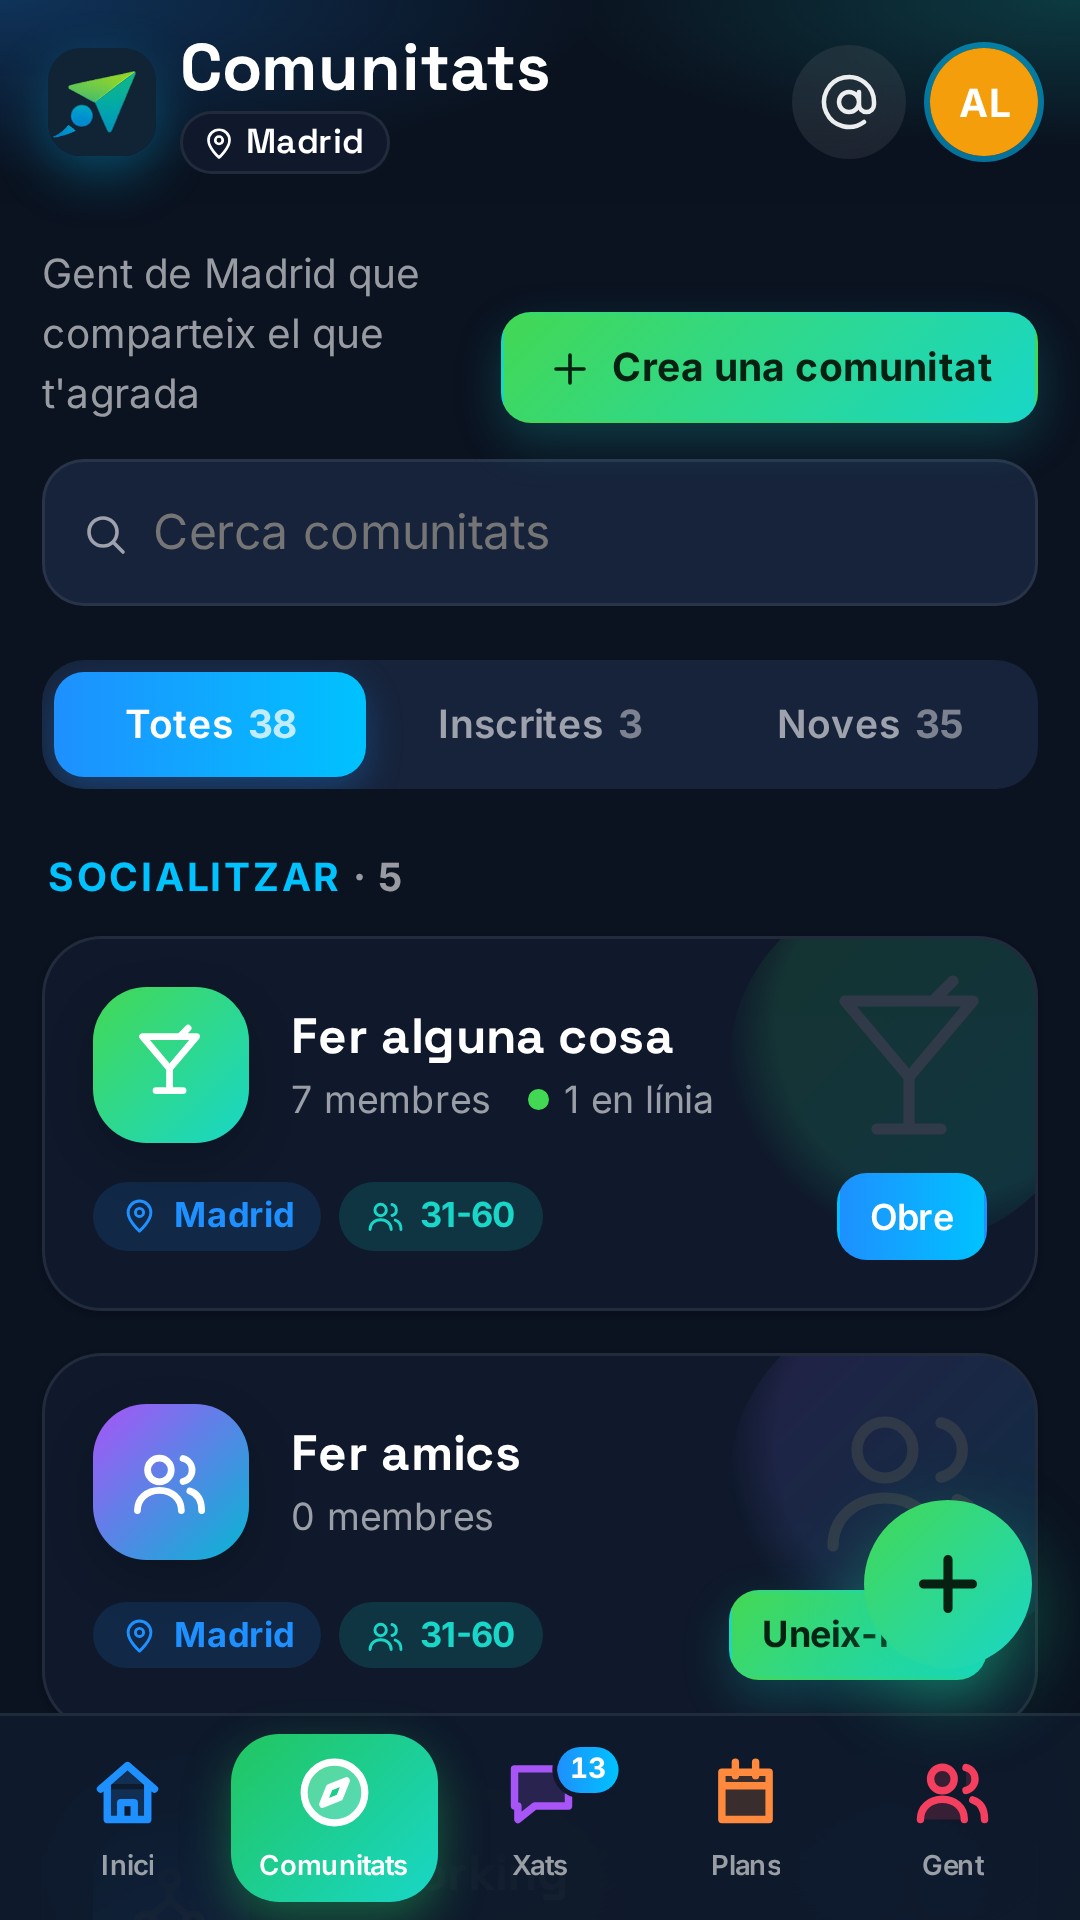 Comunitats
Madrid
AL
Gent de Madrid que
comparteix el que
t'agrada
Crea una comunitat
Cerca comunitats
Totes 38
Inscrites 3
Noves 35
SOCIALITZAR · 5
Fer alguna cosa
7 membres
1 en línia
Madrid
31-60
Obre
Fer amics
0 membres
Madrid
31-60
Uneix-
13
Inici
Comunitats
Xats
Plans
Gent